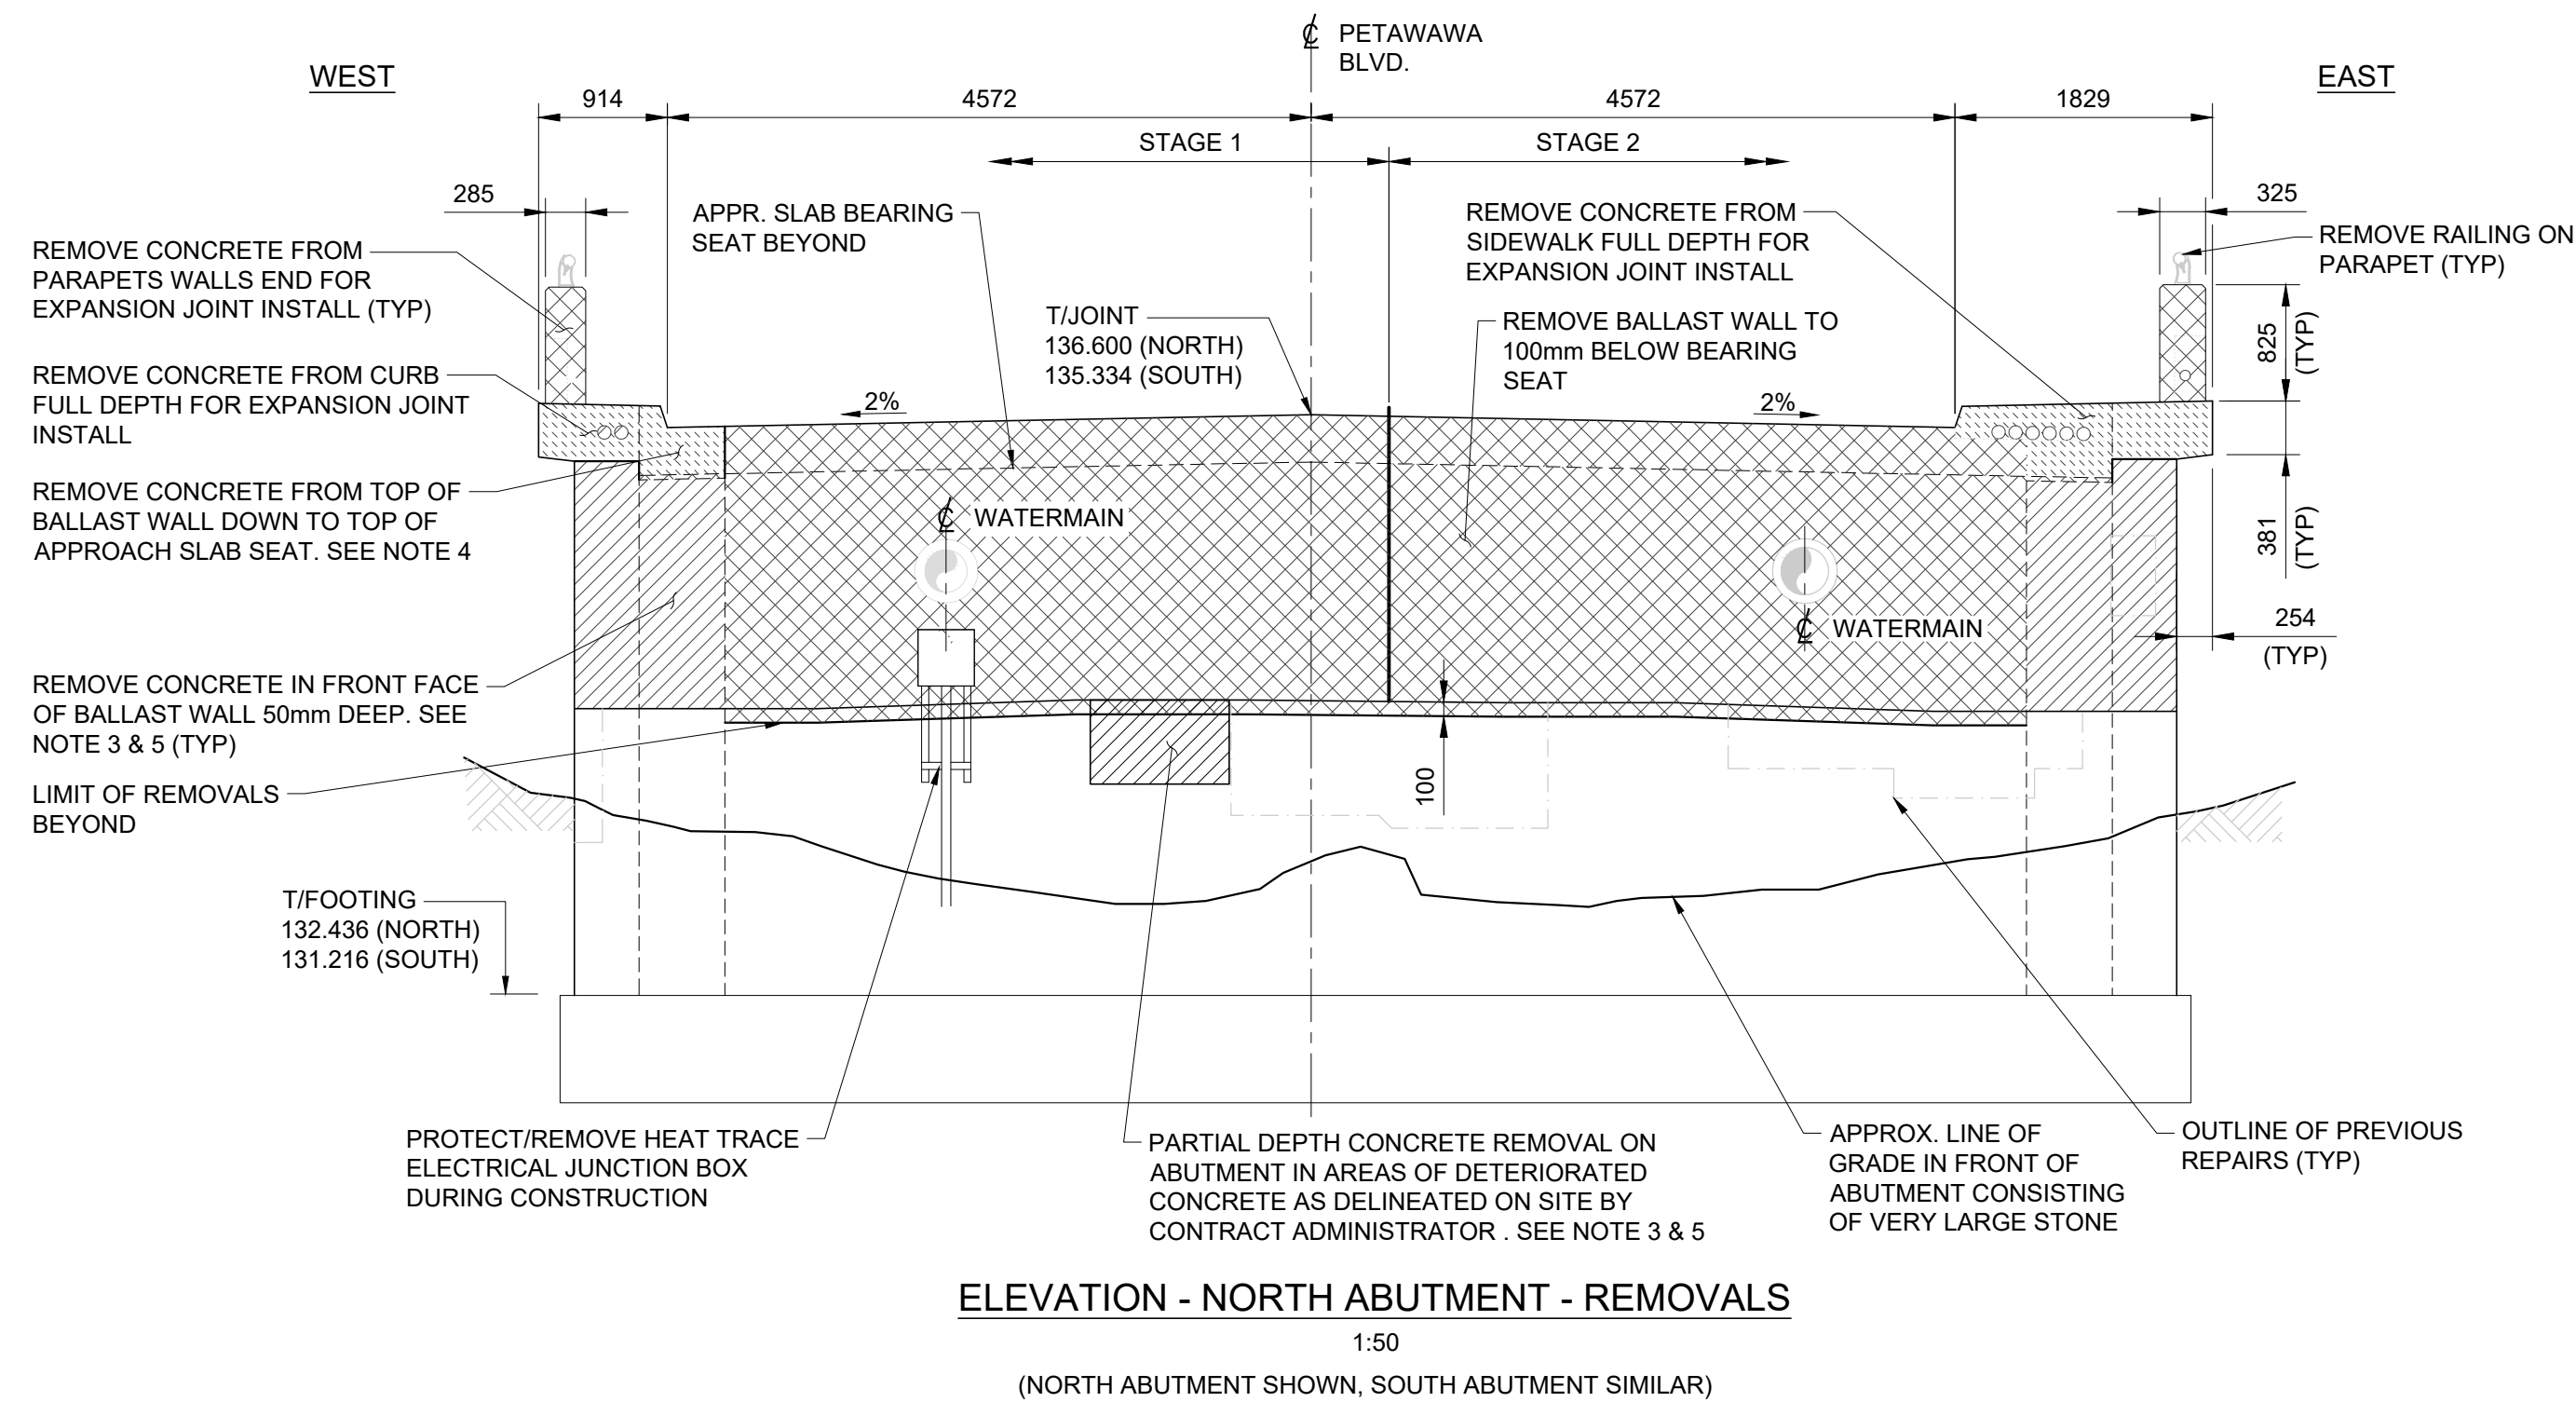 ℄ PETAWAWA
BLVD.
WEST
EAST
914
4572
4572
1829
STAGE 1
STAGE 2
285
325
APPR. SLAB BEARING
SEAT BEYOND
REMOVE CONCRETE FROM
SIDEWALK FULL DEPTH FOR
EXPANSION JOINT INSTALL
REMOVE RAILING ON
PARAPET (TYP)
REMOVE CONCRETE FROM
PARAPETS WALLS END FOR
EXPANSION JOINT INSTALL (TYP)
T/JOINT
136.600 (NORTH)
135.334 (SOUTH)
REMOVE BALLAST WALL TO
100mm BELOW BEARING
SEAT
825
(TYP)
REMOVE CONCRETE FROM CURB
FULL DEPTH FOR EXPANSION JOINT
INSTALL
2%
2%
REMOVE CONCRETE FROM TOP OF
BALLAST WALL DOWN TO TOP OF
APPROACH SLAB SEAT. SEE NOTE 4
℄ WATERMAIN
381
(TYP)
℄ WATERMAIN
254
(TYP)
REMOVE CONCRETE IN FRONT FACE
OF BALLAST WALL 50mm DEEP. SEE
NOTE 3 & 5 (TYP)
LIMIT OF REMOVALS
BEYOND
100
T/FOOTING
132.436 (NORTH)
131.216 (SOUTH)
PROTECT/REMOVE HEAT TRACE
ELECTRICAL JUNCTION BOX
DURING CONSTRUCTION
PARTIAL DEPTH CONCRETE REMOVAL ON
ABUTMENT IN AREAS OF DETERIORATED
CONCRETE AS DELINEATED ON SITE BY
CONTRACT ADMINISTRATOR . SEE NOTE 3 & 5
APPROX. LINE OF
GRADE IN FRONT OF
ABUTMENT CONSISTING
OF VERY LARGE STONE
OUTLINE OF PREVIOUS
REPAIRS (TYP)
ELEVATION - NORTH ABUTMENT - REMOVALS
1:50
(NORTH ABUTMENT SHOWN, SOUTH ABUTMENT SIMILAR)